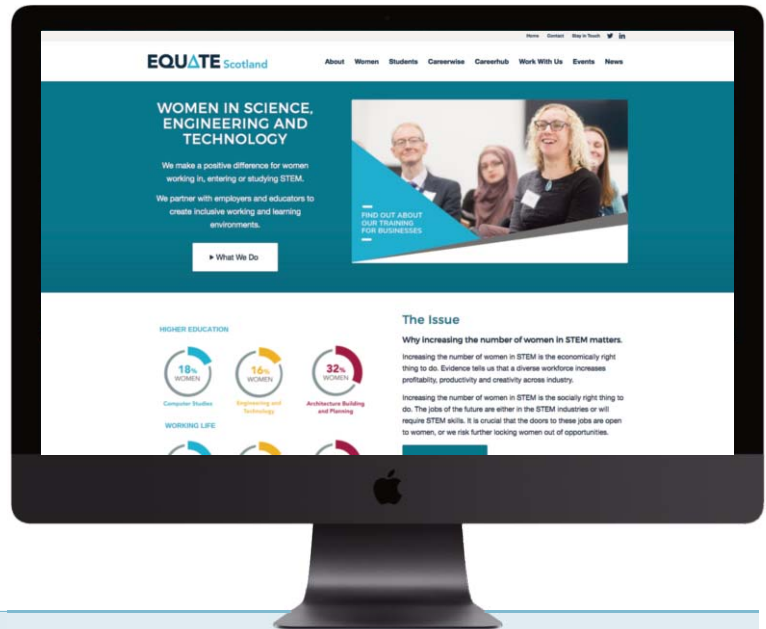 Home Contact Stay in Touch
EQUATE Scotland
About Women Students Careerwise Careerhub Work With Us Events News
WOMEN IN SCIENCE,
ENGINEERING AND
TECHNOLOGY
We make a positive difference for women
working in, entering or studying STEM.
We partner with employers and educators to
create inclusive working and learning
environments.
What We Do
FIND OUT ABOUT
OUR TRAINING
FOR BUSINESSES
HIGHER EDUCATION
18%
WOMEN
Computer Studies
16%
WOMEN
Engineering and
Technology
32%
WOMEN
Architecture Building
and Planning
WORKING LIFE
The Issue
Why increasing the number of women in STEM matters.
Increasing the number of women in STEM is the economically right
thing to do. Evidence tells us that a diverse workforce increases
profitabilty, productivity and creativity across industry.
Increasing the number of women in STEM is the socially right thing to
do. The jobs of the future are either in the STEM industries or will
require STEM skills. It is crucial that the doors to these jobs are open
to women, or we risk further locking women out of opportunities.